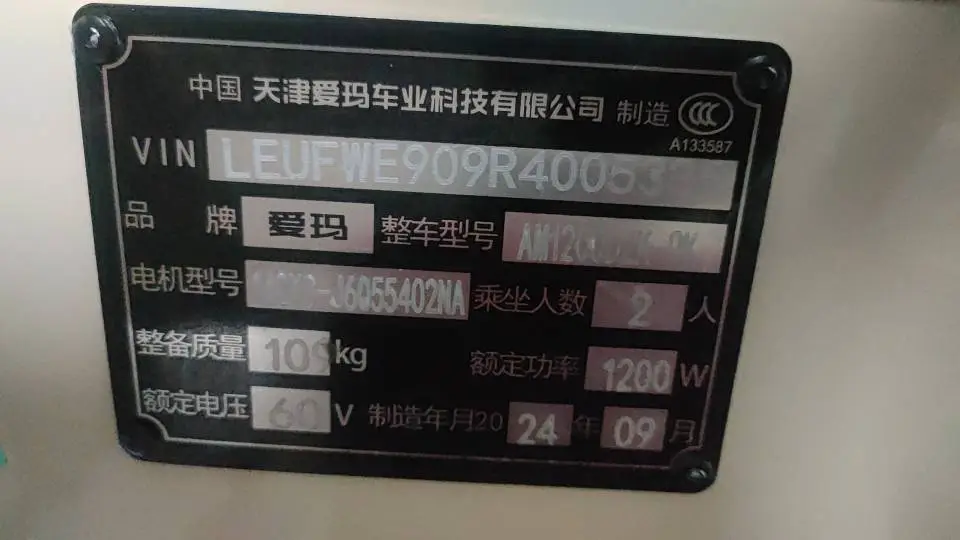 中国 天津爱玛车业科技有限公司 制造
A133587
VIN
品 牌 爱玛 整车型号
电机型号 乘坐人数 2 人
整备质量 109kg 额定功率 1200 W
额定电压 60 V 制造年月20 24 年 09 月